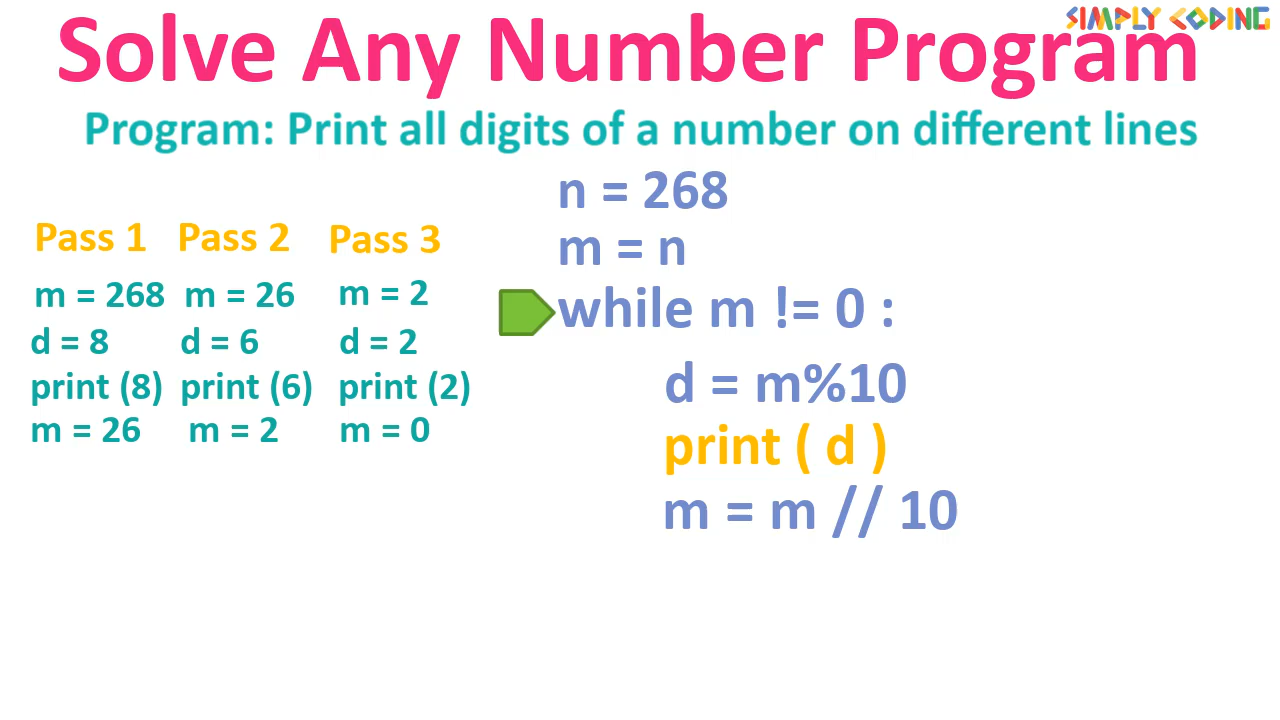 SIMPLY CODING
Solve Any Number Program
Program: Print all digits of a number on different lines
n = 268
m = n
while m != 0 :
d = m%10
print ( d )
m = m // 10
Pass 1 Pass 2 Pass 3
m = 268 m = 26 m = 2
d = 8 d = 6 d = 2
print (8) print (6) print (2)
m = 26 m = 2 m = 0